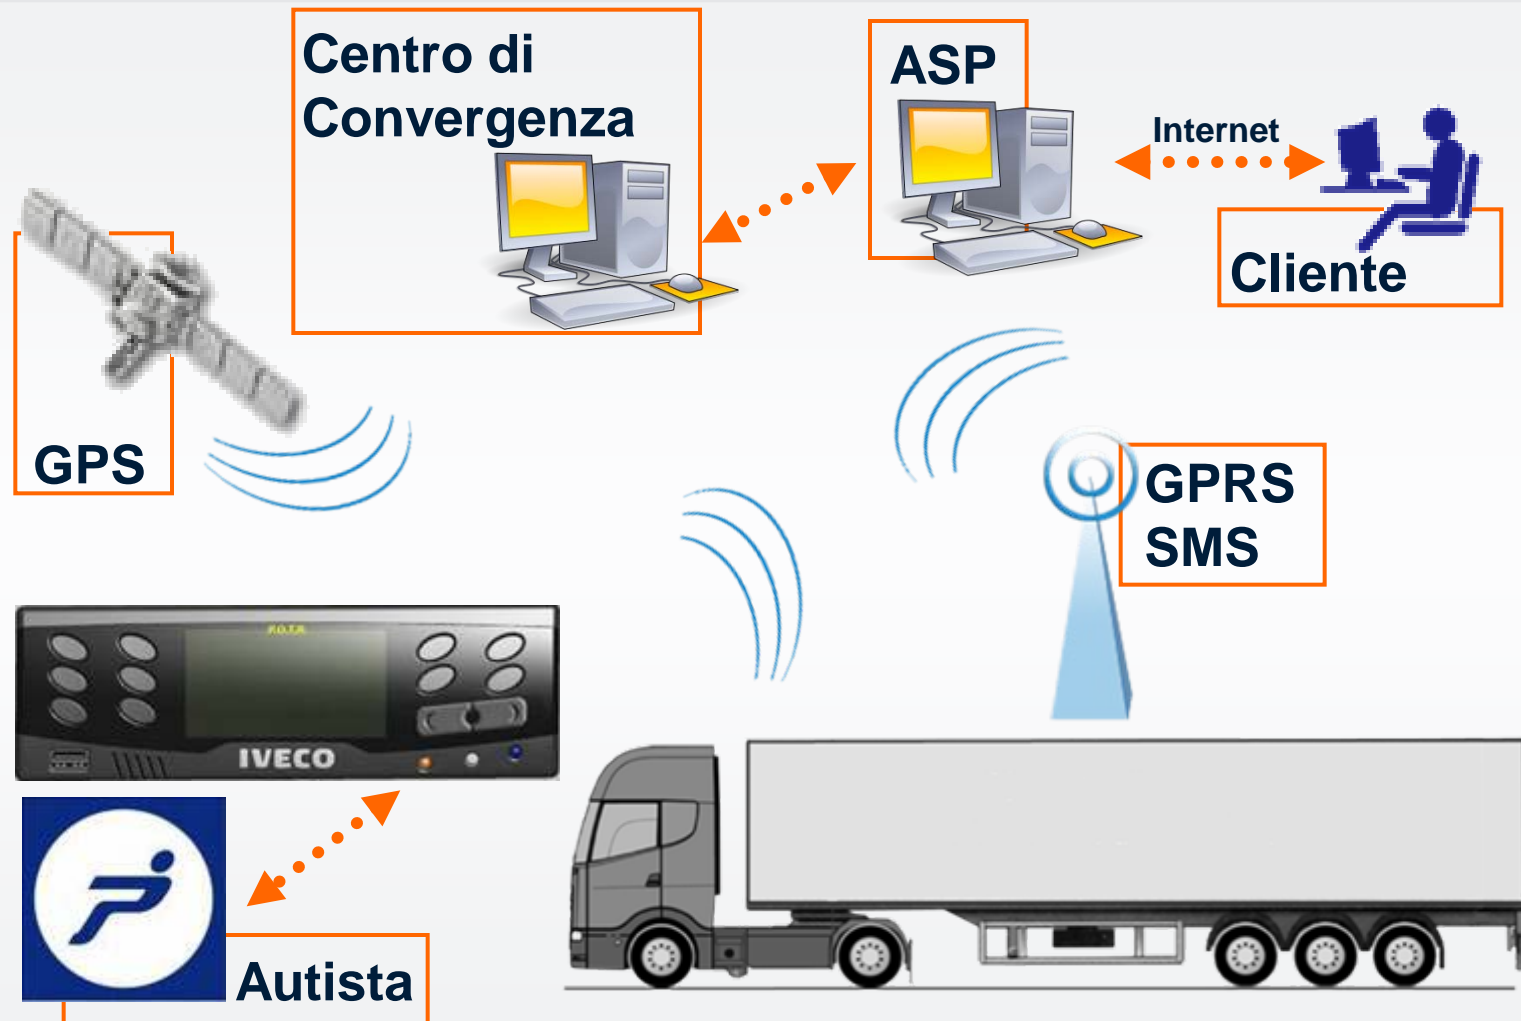 Centro di
Convergenza
ASP
Internet
Cliente
GPS
GPRS
SMS
P.O.T.R.
IVECO
Autista